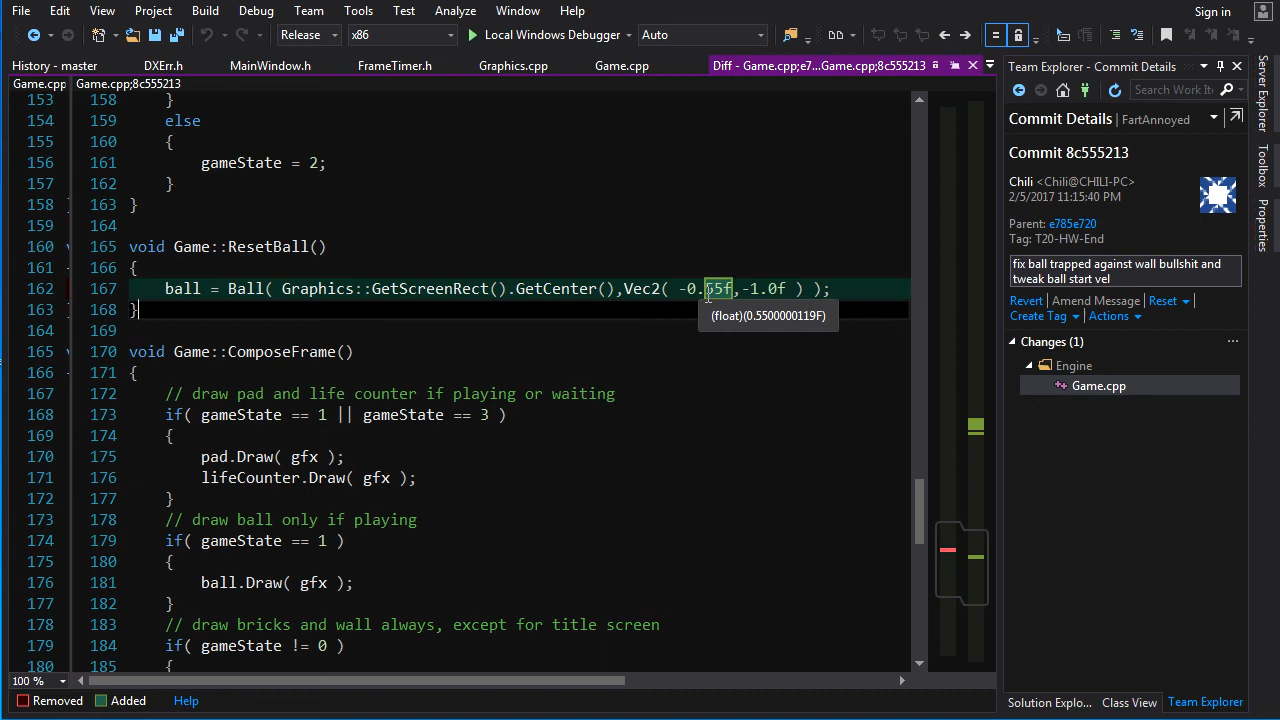 File Edit View Project Build Debug Team Tools Test Analyze Window Help Sign in
Release x86 Local Windows Debugger Auto
History - master DXErr.h MainWindow.h FrameTimer.h Graphics.cpp Game.cpp Diff - Game.cpp;e7...Game.cpp;8c555213
Game.cpp Game.cpp;8c555213
153 158 }
154 159 else
155 160 {
156 161 gameState = 2;
157 162 }
158 163 }
159 164
160 165 void Game::ResetBall()
161 166 {
162 167 ball = Ball( Graphics::GetScreenRect().GetCenter(),Vec2( -0.55f,-1.0f ) );
163 168 }
(float)(0.5500000119F)
164 169
165 170 void Game::ComposeFrame()
166 171 {
167 172 // draw pad and life counter if playing or waiting
168 173 if( gameState == 1 || gameState == 3 )
169 174 {
170 175 pad.Draw( gfx );
171 176 lifeCounter.Draw( gfx );
172 177 }
173 178 // draw ball only if playing
174 179 if( gameState == 1 )
175 180 {
176 181 ball.Draw( gfx );
177 182 }
178 183 // draw bricks and wall always, except for title screen
179 184 if( gameState != 0 )
180 185 {
100 %
Removed Added Help
Team Explorer - Commit Details
Search Work It
Commit Details FartAnnoyed
Commit 8c555213
Chili <Chili@CHILI-PC>
2/5/2017 11:15:40 PM
Parent: e785e720
Tag: T20-HW-End
fix ball trapped against wall bullshit and
tweak ball start vel
Revert Amend Message
Create Tag Actions
Changes (1)
Engine
Game.cpp
Solution Explo... Class View Team Explorer
Server Explorer
Toolbox
Properties